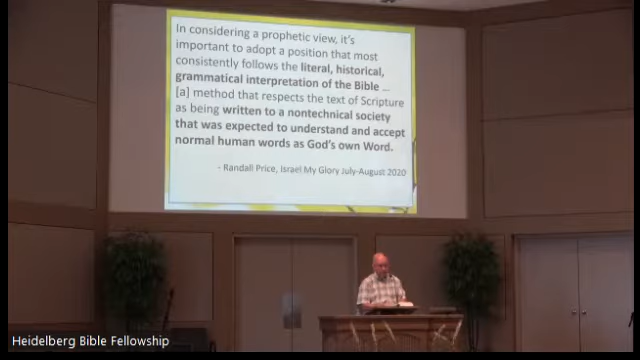 In considering a prophetic view, it's
important to adopt a position that most
consistently follows the literal, historical,
grammatical interpretation of the Bible ...
[a] method that respects the text of Scripture
as being written to a nontechnical society
that was expected to understand and accept
normal human words as God's own Word.
- Randall Price, Israel My Glory July-August 2020
Heidelberg Bible Fellowship